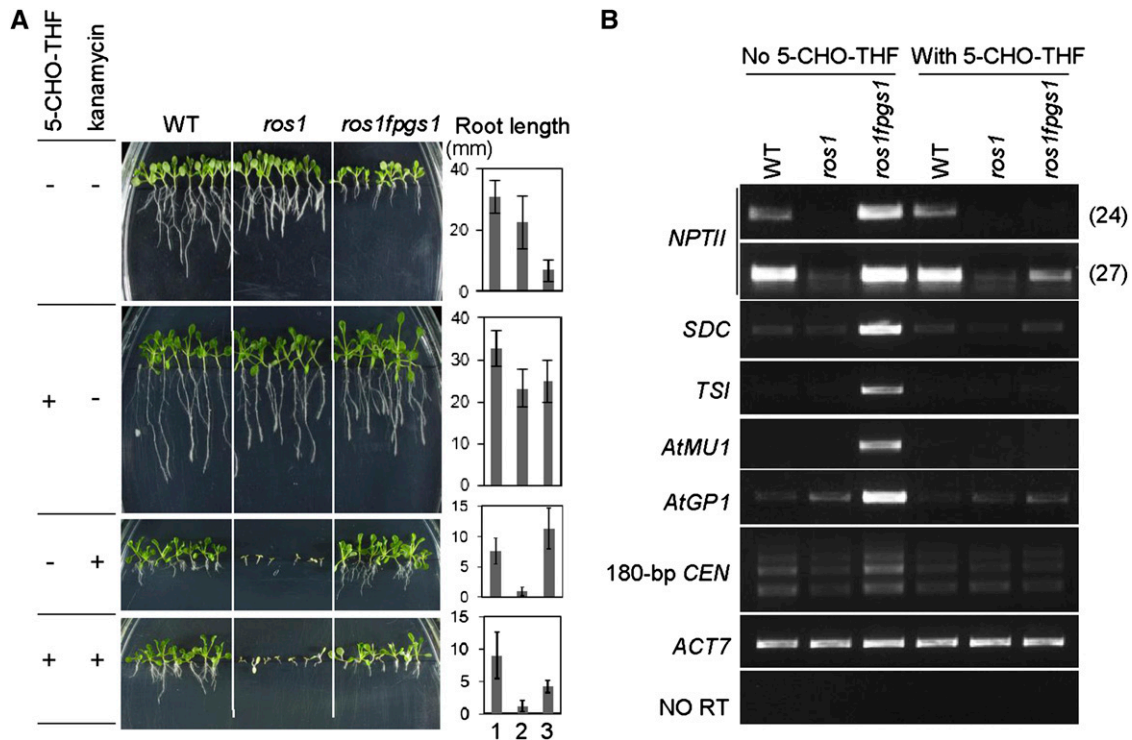 A
5-CHO-THF
kanamycin
WT
ros1
ros1fpgs1
Root length
(mm)
- -
40
20
0
+ -
40
30
20
10
0
- +
15
10
5
0
+ +
15
10
5
0
1 2 3
B
No 5-CHO-THF
With 5-CHO-THF
WT
ros1
ros1fpgs1
WT
ros1
ros1fpgs1
NPTII
(24)
(27)
SDC
TSI
AtMU1
AtGP1
180-bp CEN
ACT7
NO RT